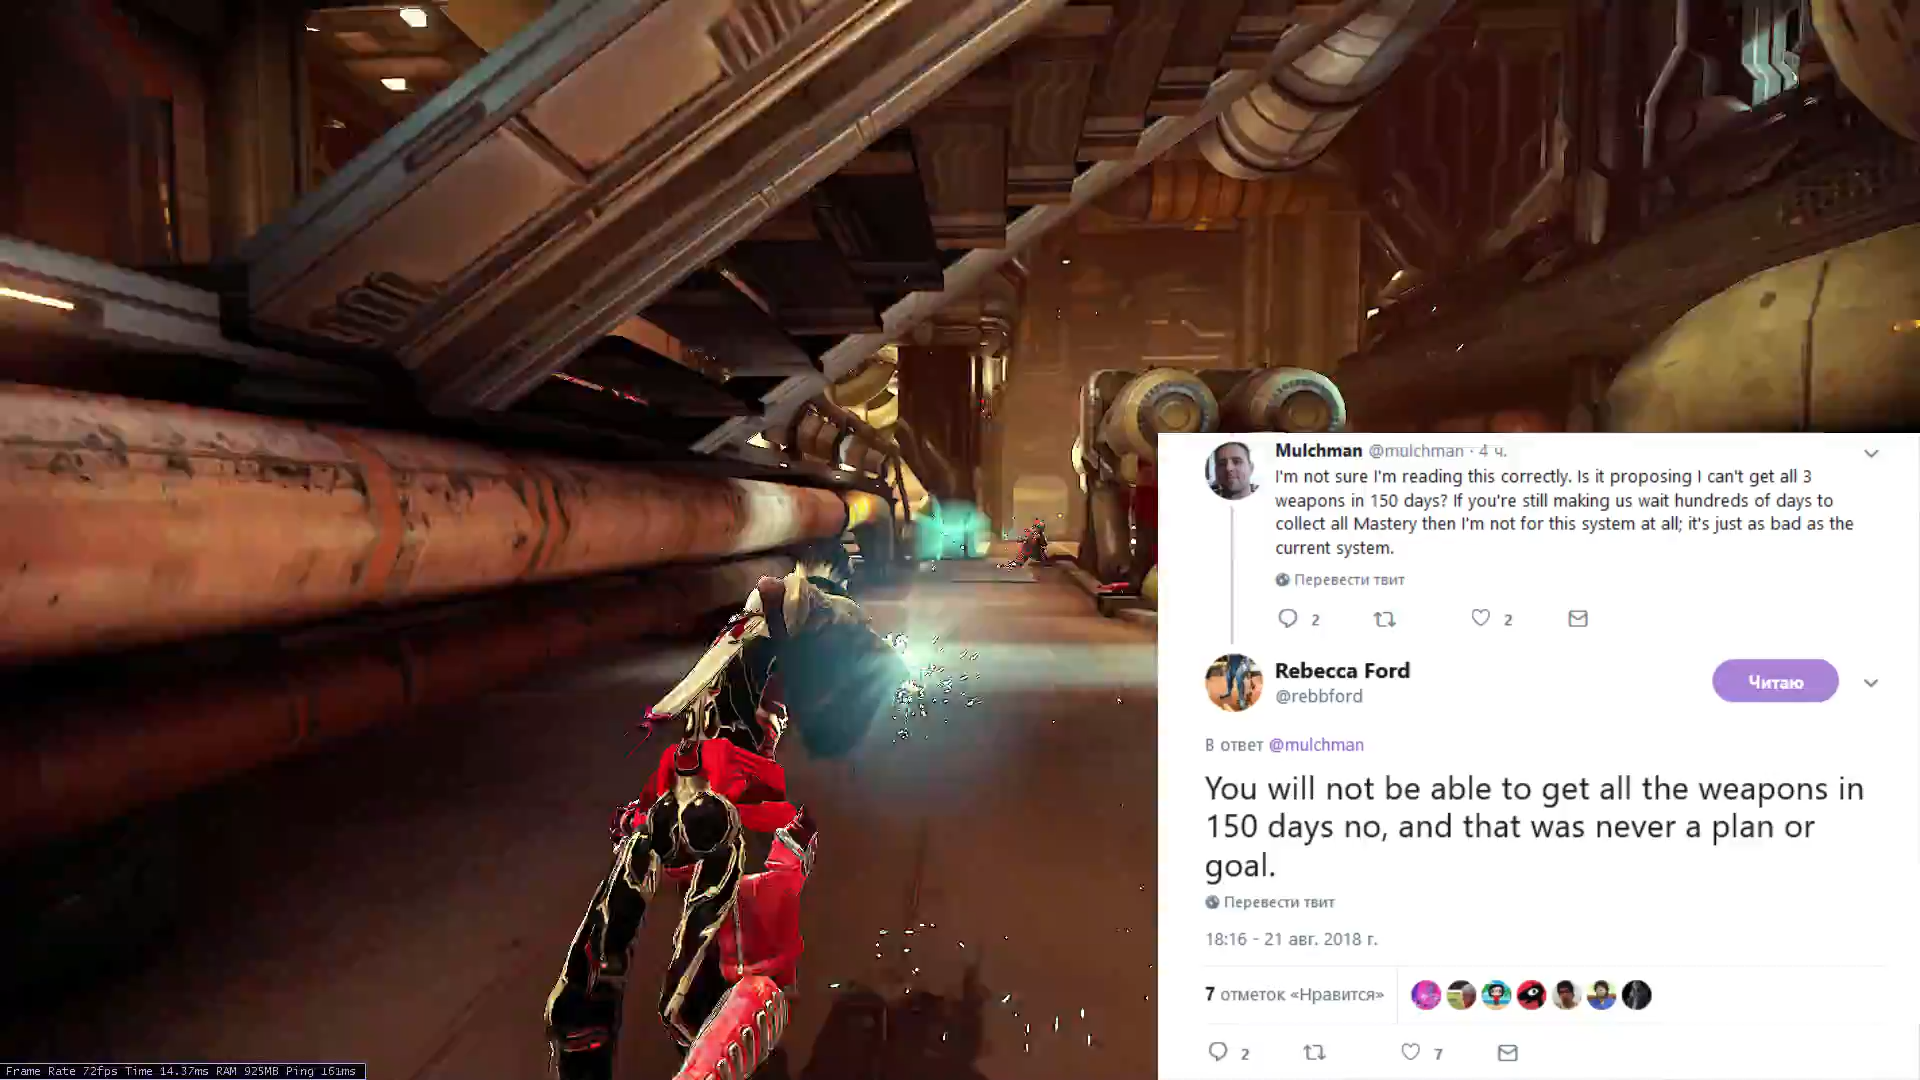 Mulchman @mulchman · 4 ч.
I'm not sure I'm reading this correctly. Is it proposing I can't get all 3
weapons in 150 days? If you're still making us wait hundreds of days to
collect all Mastery then I'm not for this system at all; it's just as bad as the
current system.
Перевести твит
2 2
Rebecca Ford
@rebbford
Читаю
В ответ @mulchman
You will not be able to get all the weapons in
150 days no, and that was never a plan or
goal.
Перевести твит
18:16 - 21 авг. 2018 г.
7 отметок «Нравится»
2 7
Frame Rate 72fps Time 14.37ms RAM 925MB Ping 161ms